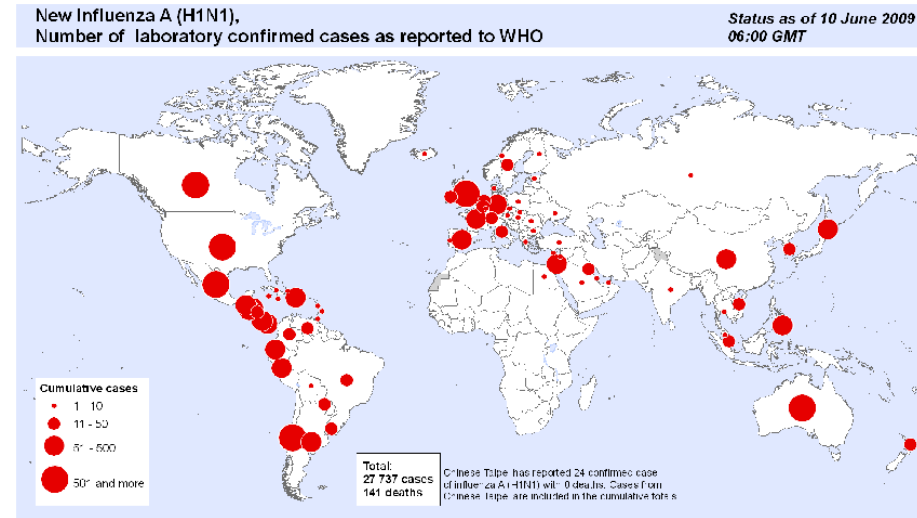 New Influenza A (H1N1),
Number of laboratory confirmed cases as reported to WHO
Status as of 10 June 2009
06:00 GMT
Cumulative cases
1 - 10
11 - 50
51 - 500
501 and more
Total:
27 737 cases
141 deaths
Chinese Taipei has reported 24 confirmed case
of influenza A (H1N1) with 0 deaths. Cases from
Chinese Taipei are included in the cumulative totals